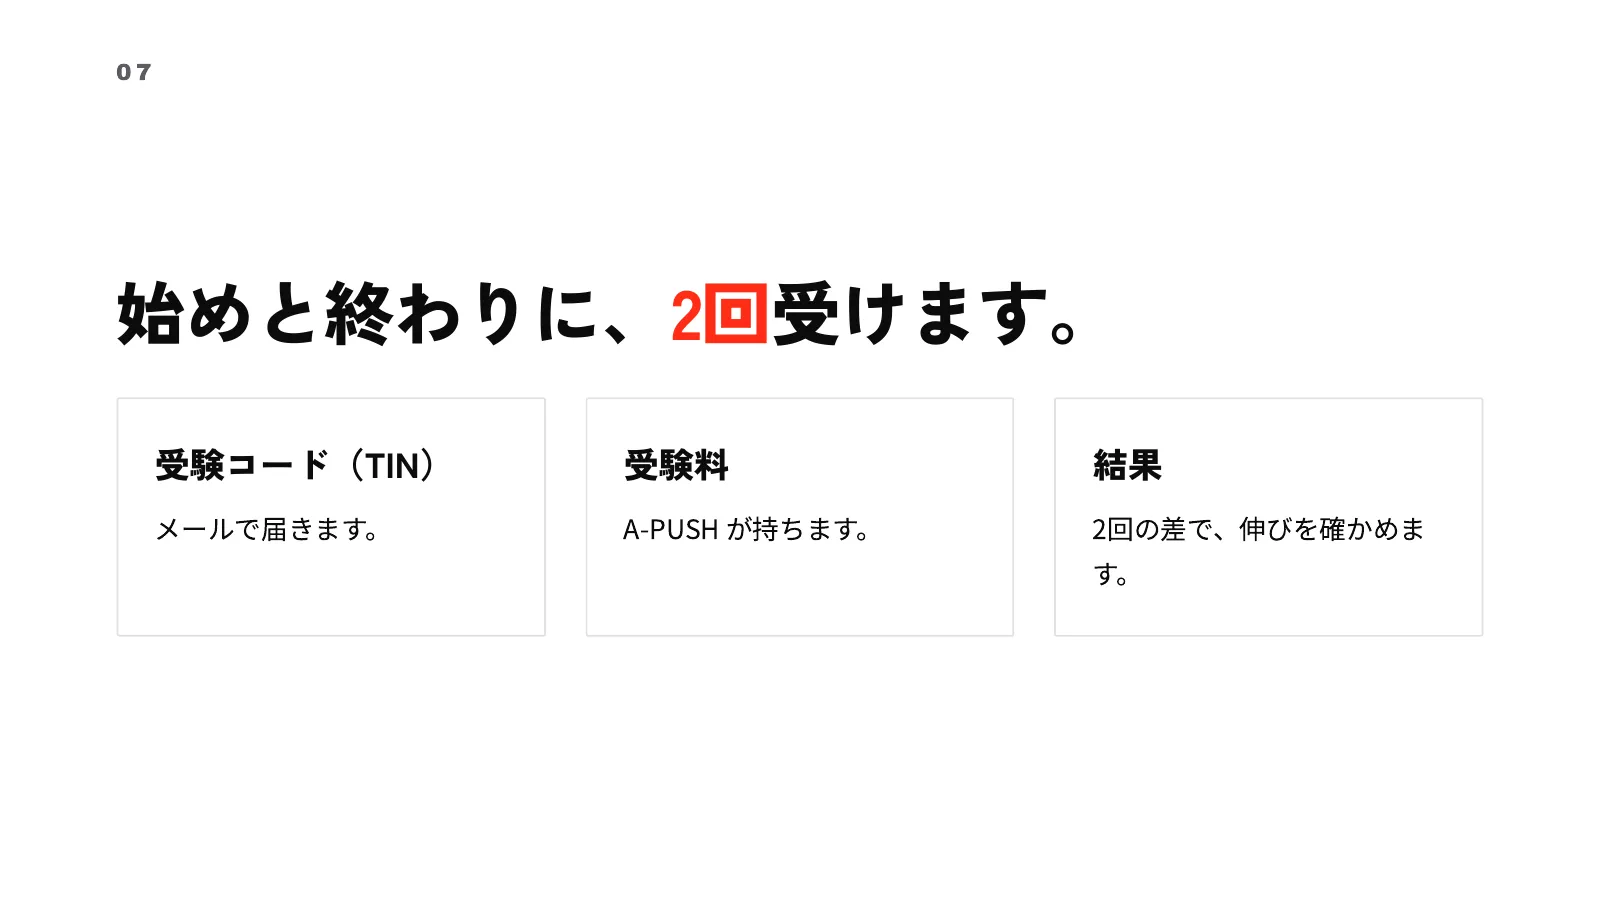 07
始めと終わりに、2回受けます。
受験コード（TIN）
メールで届きます。
受験料
A-PUSH が持ちます。
結果
2回の差で、伸びを確かめま
す。